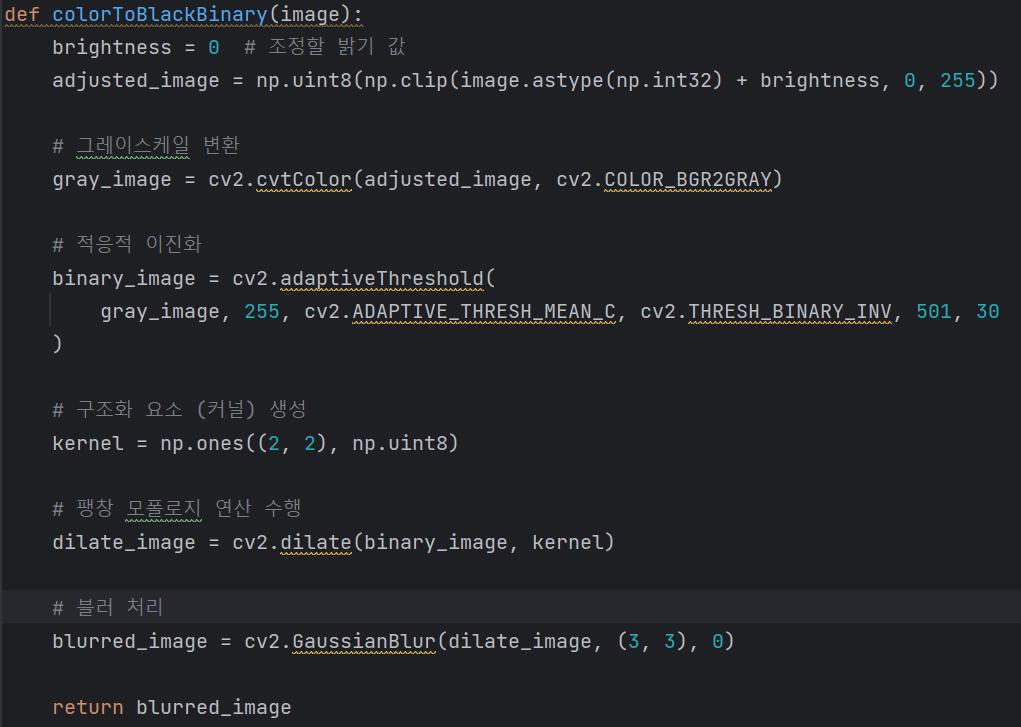 def colorToBlackBinary(image):
    brightness = 0  # 조정할 밝기 값
    adjusted_image = np.uint8(np.clip(image.astype(np.int32) + brightness, 0, 255))
    # 그레이스케일 변환
    gray_image = cv2.cvtColor(adjusted_image, cv2.COLOR_BGR2GRAY)
    # 적응적 이진화
    binary_image = cv2.adaptiveThreshold(
        gray_image, 255, cv2.ADAPTIVE_THRESH_MEAN_C, cv2.THRESH_BINARY_INV, 501, 30
    )
    # 구조화 요소 (커널) 생성
    kernel = np.ones((2, 2), np.uint8)
    # 팽창 모폴로지 연산 수행
    dilate_image = cv2.dilate(binary_image, kernel)
    # 블러 처리
    blurred_image = cv2.GaussianBlur(dilate_image, (3, 3), 0)
    return blurred_image